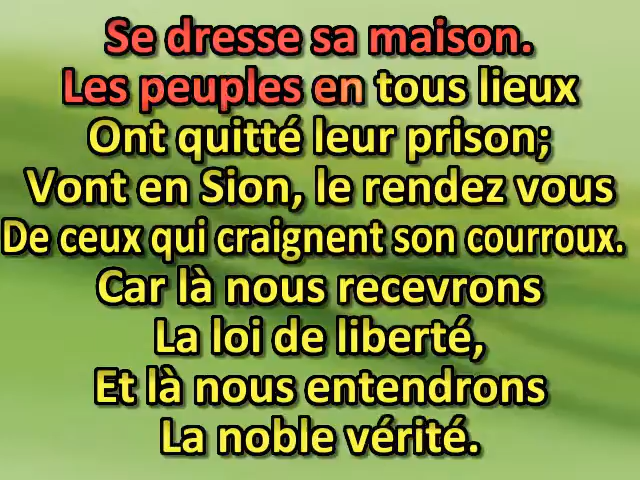 Se dresse sa maison.
Les peuples en tous lieux
Ont quitté leur prison;
Vont en Sion, le rendez vous
De ceux qui craignent son courroux.
Car là nous recevrons
La loi de liberté,
Et là nous entendrons
La noble vérité.